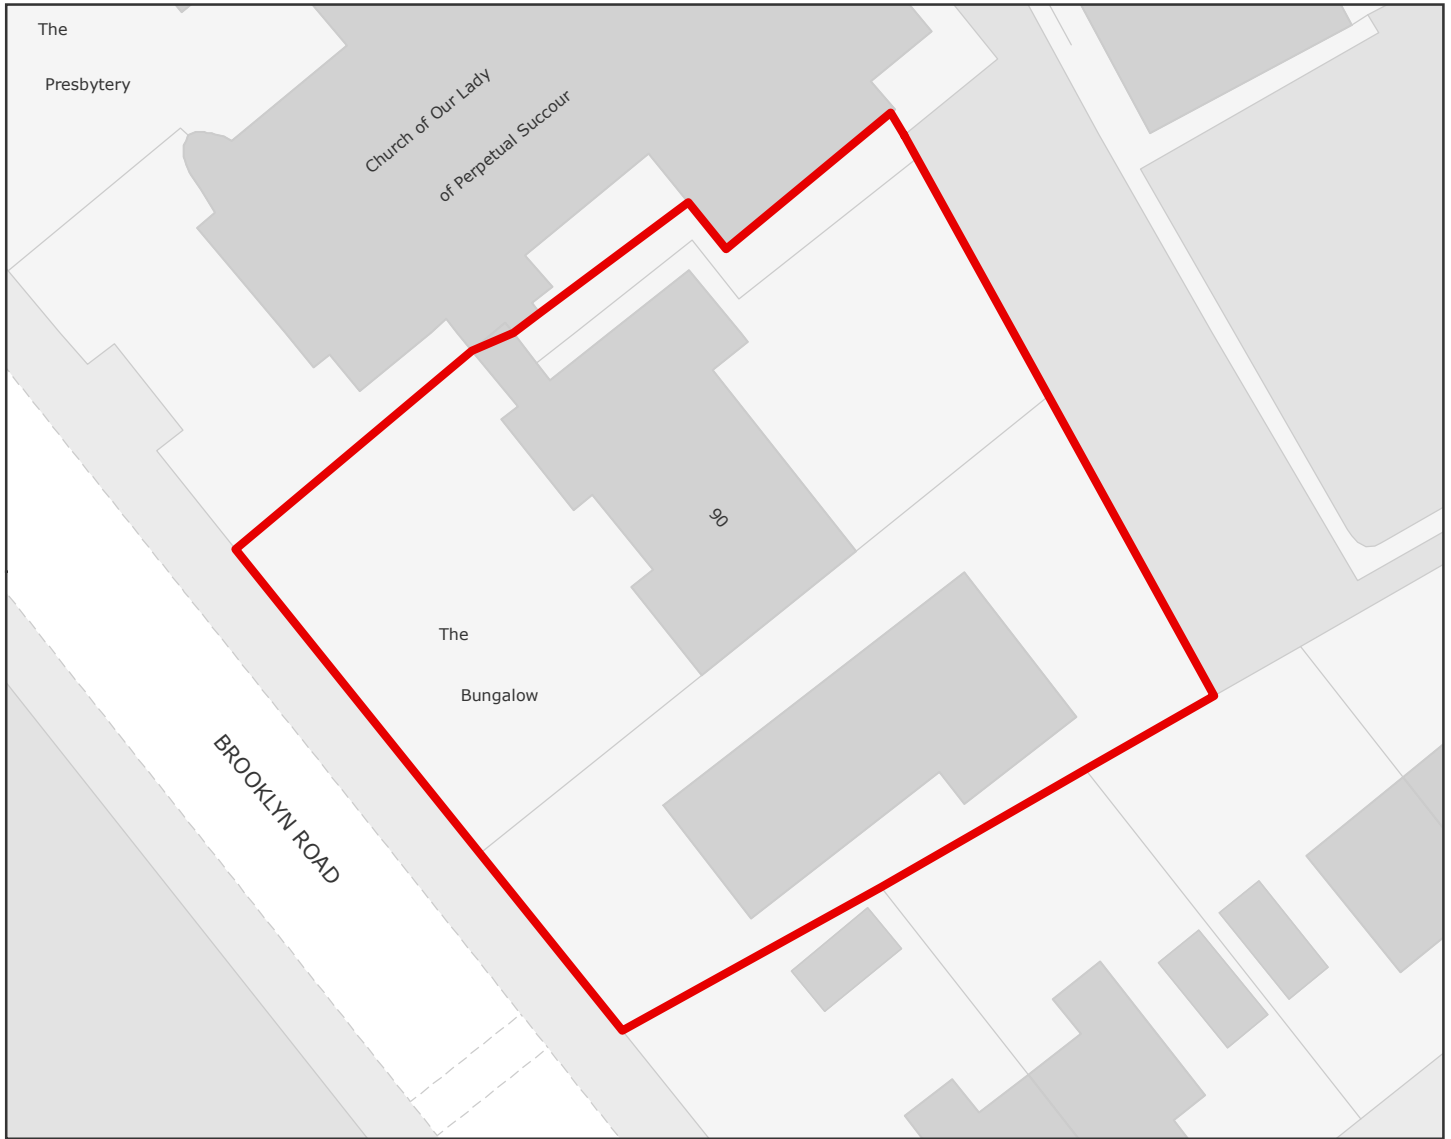 The
Presbytery
Church of Our Lady
of Perpetual Succour
90
The
Bungalow
BROOKLYN ROAD